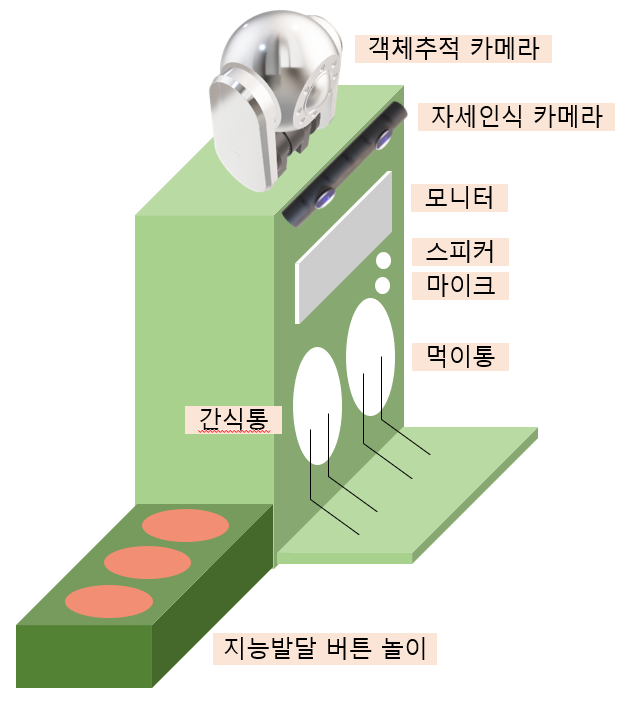 객체추적 카메라
자세인식 카메라
모니터
스피커
마이크
먹이통
간식통
지능발달 버튼 놀이